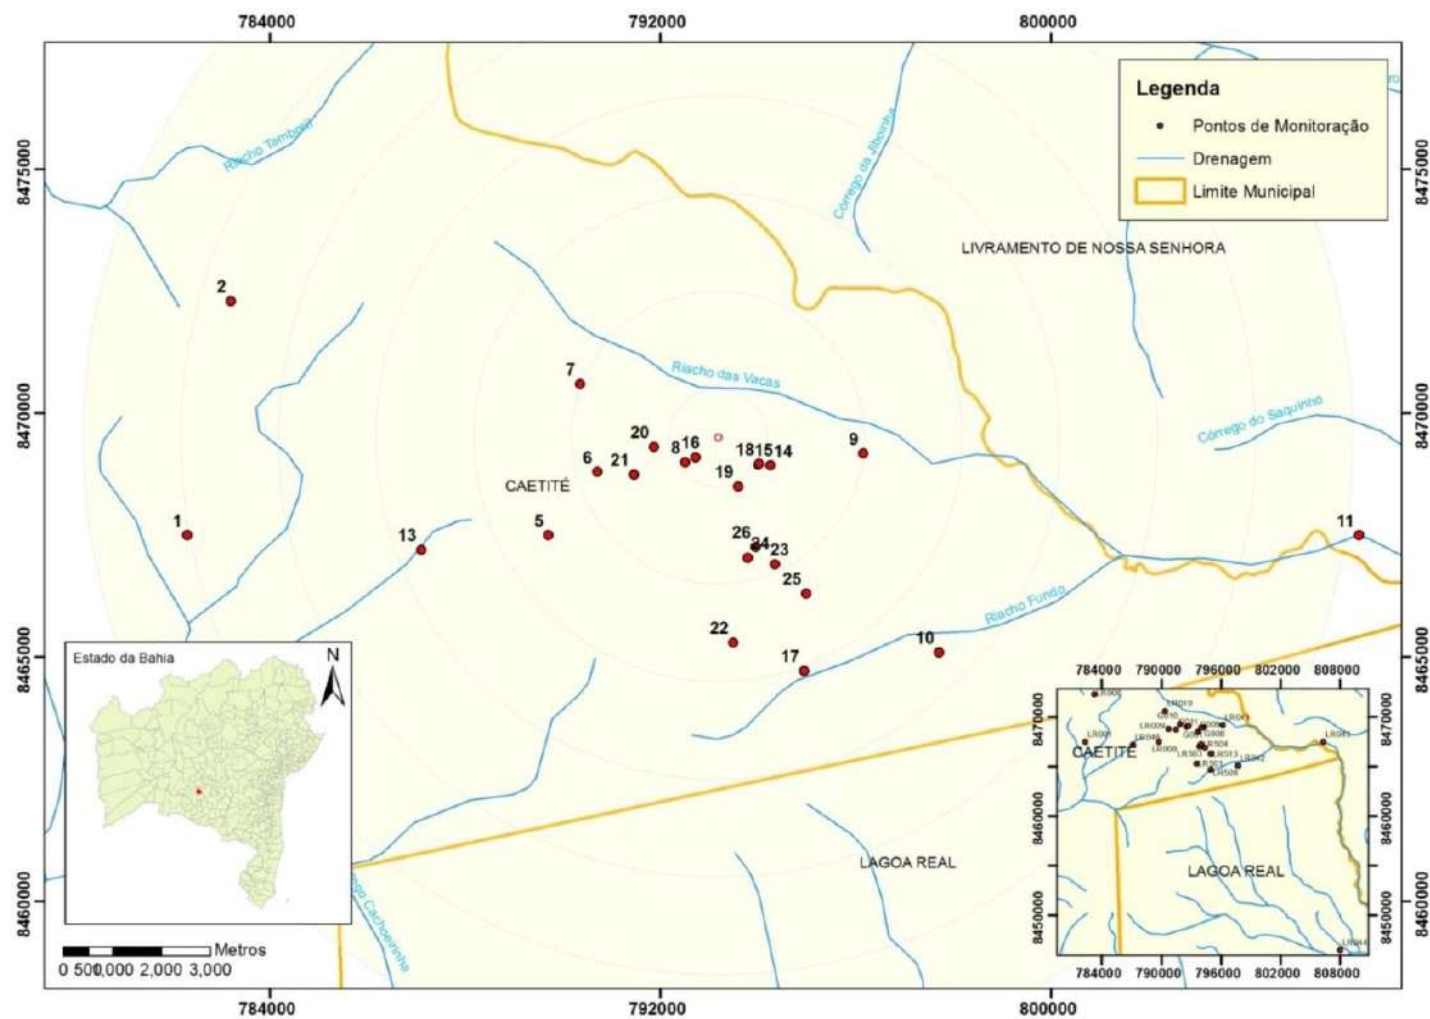 784000 792000 800000
Legenda
Pontos de Monitoração
Drenagem
Limite Municipal
8475000
8475000
Riacho Tamboril
Córrego da Jiboinha
LIVRAMENTO DE NOSSA SENHORA
2
7
Riacho das Vacas
8470000
8470000
Córrego do Saquinho
20
8
16
18
15
14
9
6
21
19
CAETITÉ
1
13
5
11
26
24
23
25
Riacho Fundo
22
10
17
8465000
8465000
Estado da Bahia
N
784000 790000 796000 802000 808000
8470000
8470000
CAETITÉ
8460000
8460000
LAGOA REAL
8450000
8450000
784000 790000 796000 802000 808000
LAGOA REAL
8460000
8460000
Cachoeirinha
Metros
0 500 1,000 2,000 3,000
784000 792000 800000